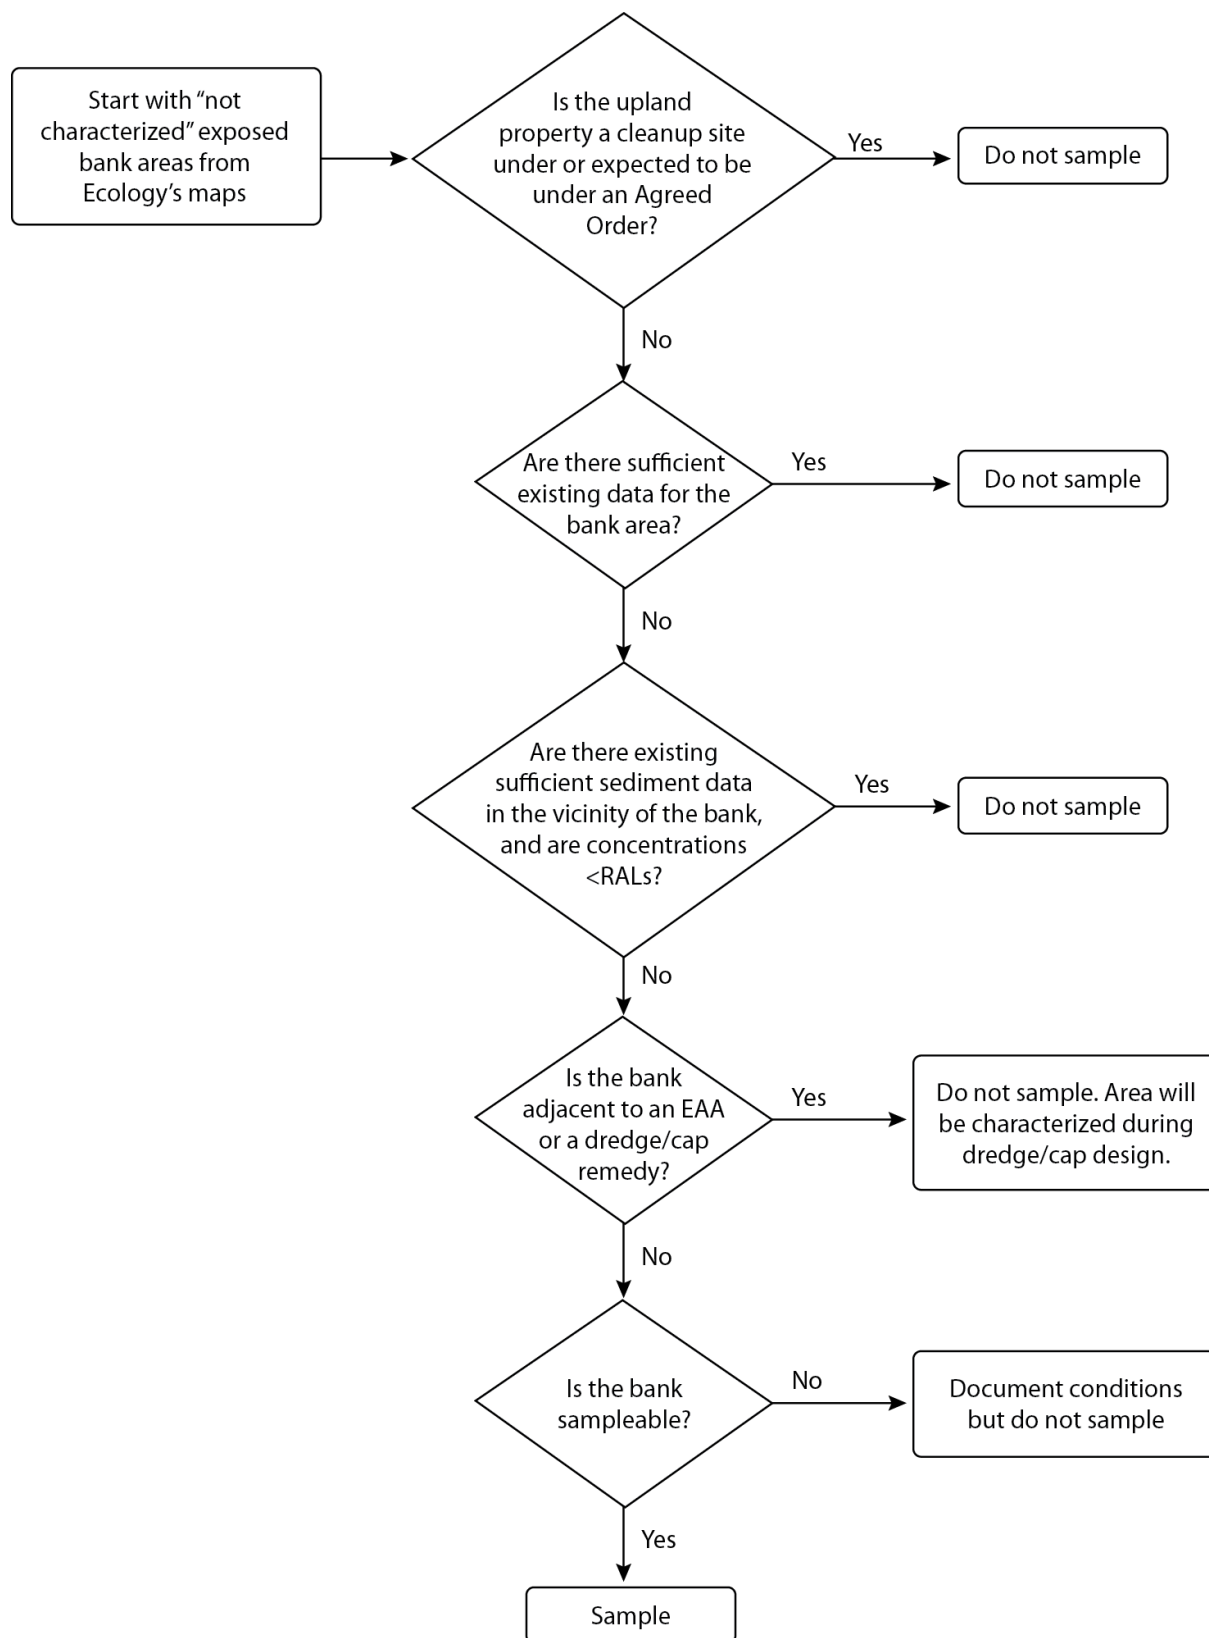 Start with “not
characterized” exposed
bank areas from
Ecology’s maps
Is the upland
property a cleanup site
under or expected to be
under an Agreed
Order?
Yes
Do not sample
No
Are there sufficient
existing data for the
bank area?
Yes
Do not sample
No
Are there existing
sufficient sediment data
in the vicinity of the bank,
and are concentrations
<RALs?
Yes
Do not sample
No
Is the bank
adjacent to an EAA
or a dredge/cap
remedy?
Yes
Do not sample. Area will
be characterized during
dredge/cap design.
No
Is the bank
sampleable?
No
Document conditions
but do not sample
Yes
Sample